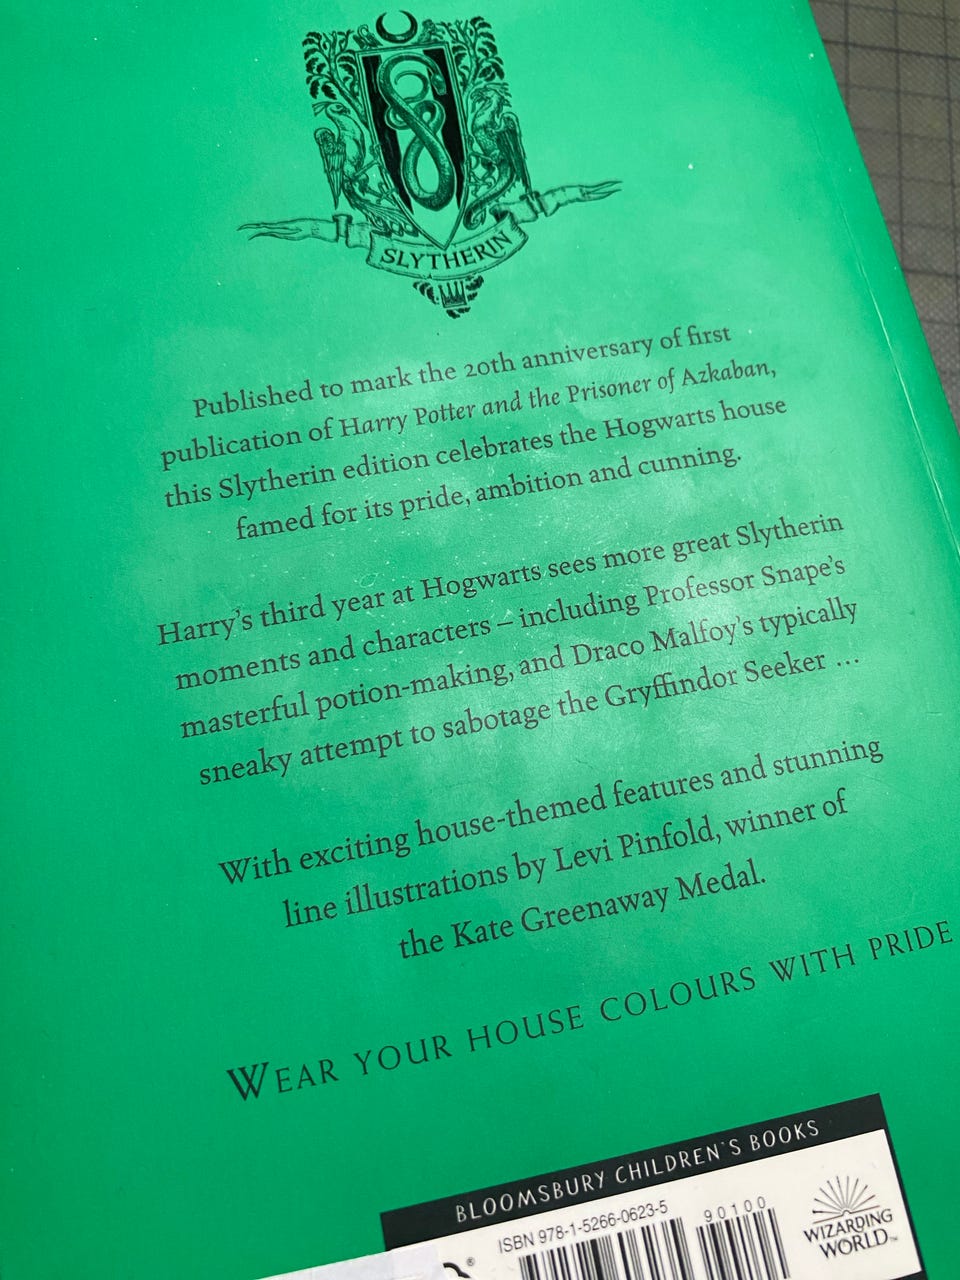 SLYTHERIN
Published to mark the 20th anniversary of first
publication of Harry Potter and the Prisoner of Azkaban,
this Slytherin edition celebrates the Hogwarts house
famed for its pride, ambition and cunning.
Harry's third year at Hogwarts sees more great Slytherin
moments and characters – including Professor Snape's
masterful potion-making, and Draco Malfoy's typically
sneaky attempt to sabotage the Gryffindor Seeker ...
With exciting house-themed features and stunning
line illustrations by Levi Pinfold, winner of
the Kate Greenaway Medal.
WEAR YOUR HOUSE COLOURS WITH PRIDE
BLOOMSBURY CHILDREN'S BOOKS
ISBN 978-1-5266-0623-5
90100
WIZARDING
WORLD™
®